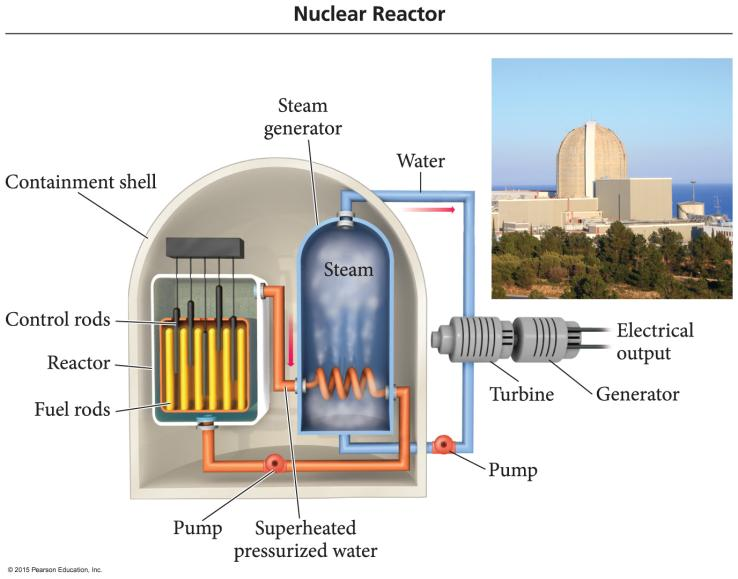 Nuclear Reactor
Steam
generator
Water
Containment shell
Steam
Control rods
Reactor
Fuel rods
Electrical
output
Turbine
Generator
Pump
Pump
Superheated
pressurized water
© 2015 Pearson Education, Inc.